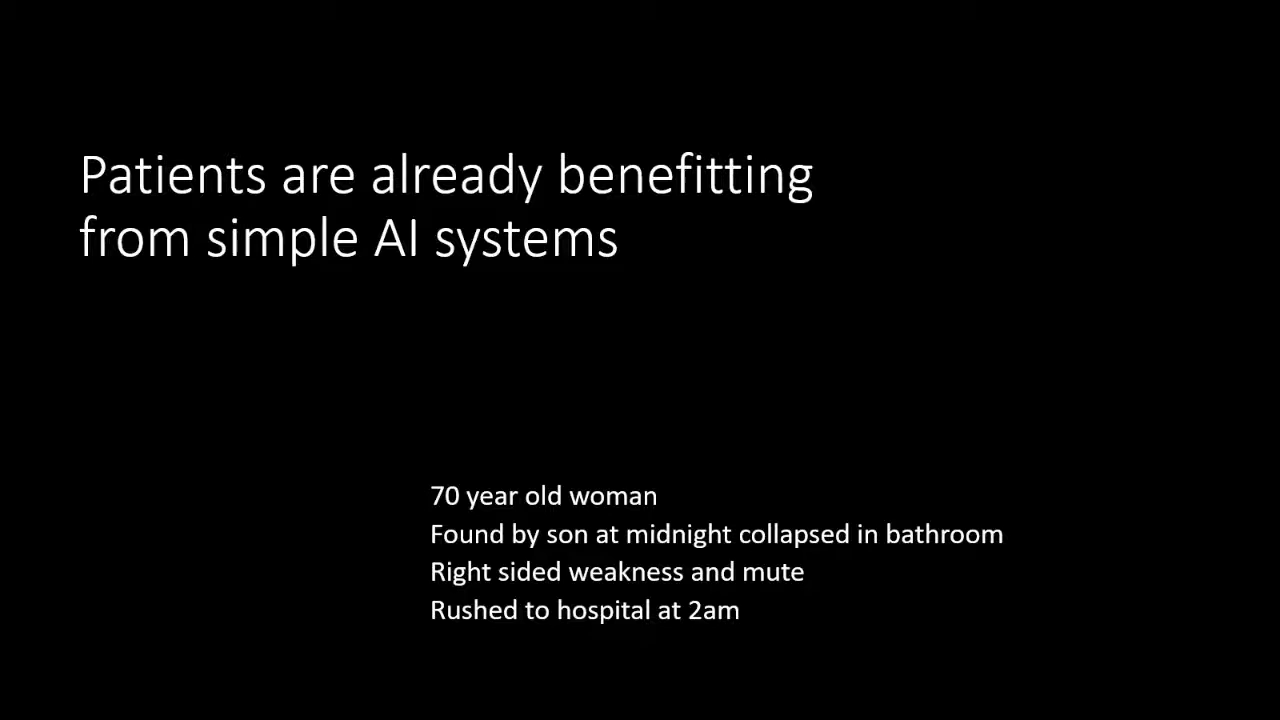 Patients are already benefitting
from simple AI systems
70 year old woman
Found by son at midnight collapsed in bathroom
Right sided weakness and mute
Rushed to hospital at 2am